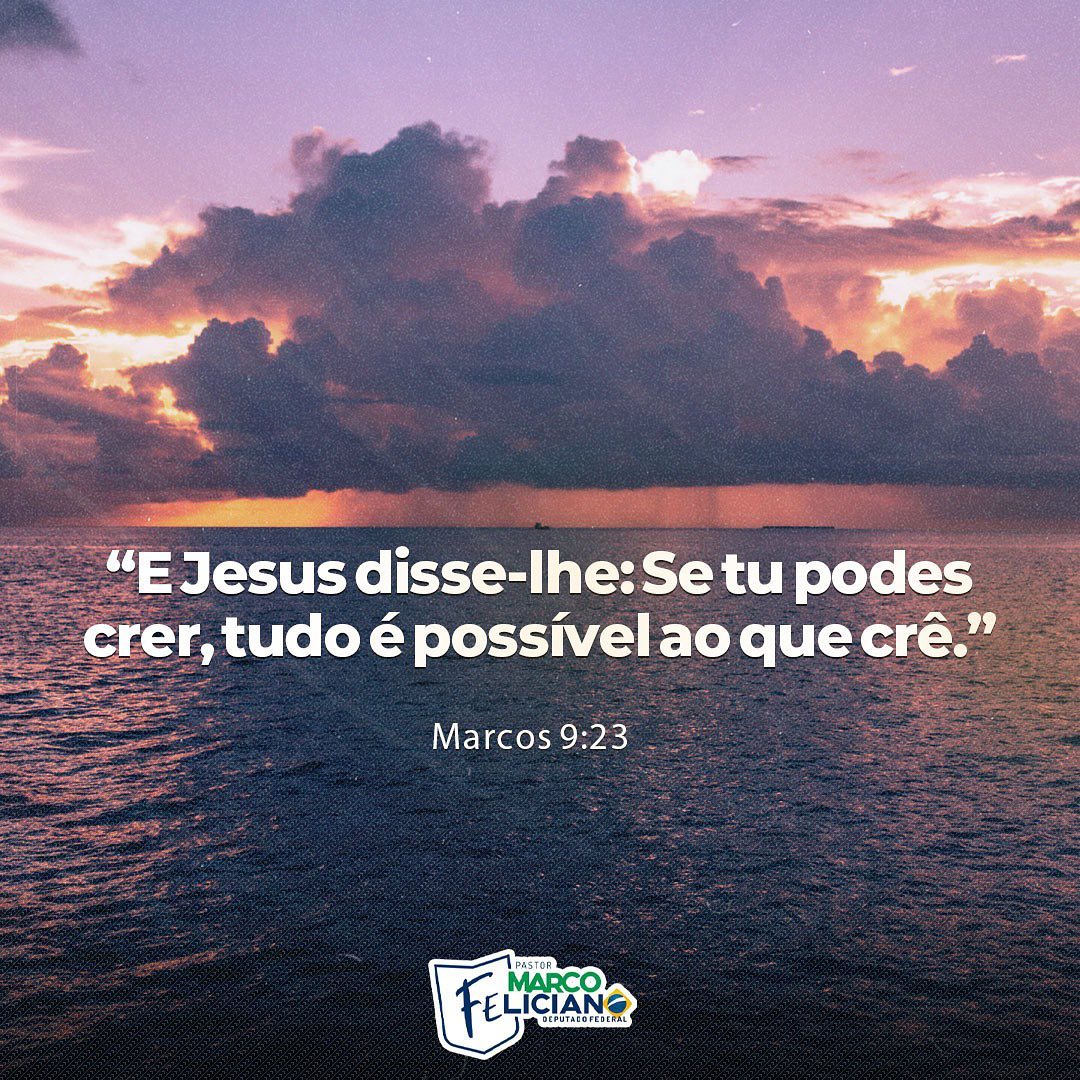 “E Jesus disse-lhe: Se tu podes
crer, tudo é possível ao que crê.”
Marcos 9:23
PASTOR
MARCO
FELICIANO
DEPUTADO FEDERAL